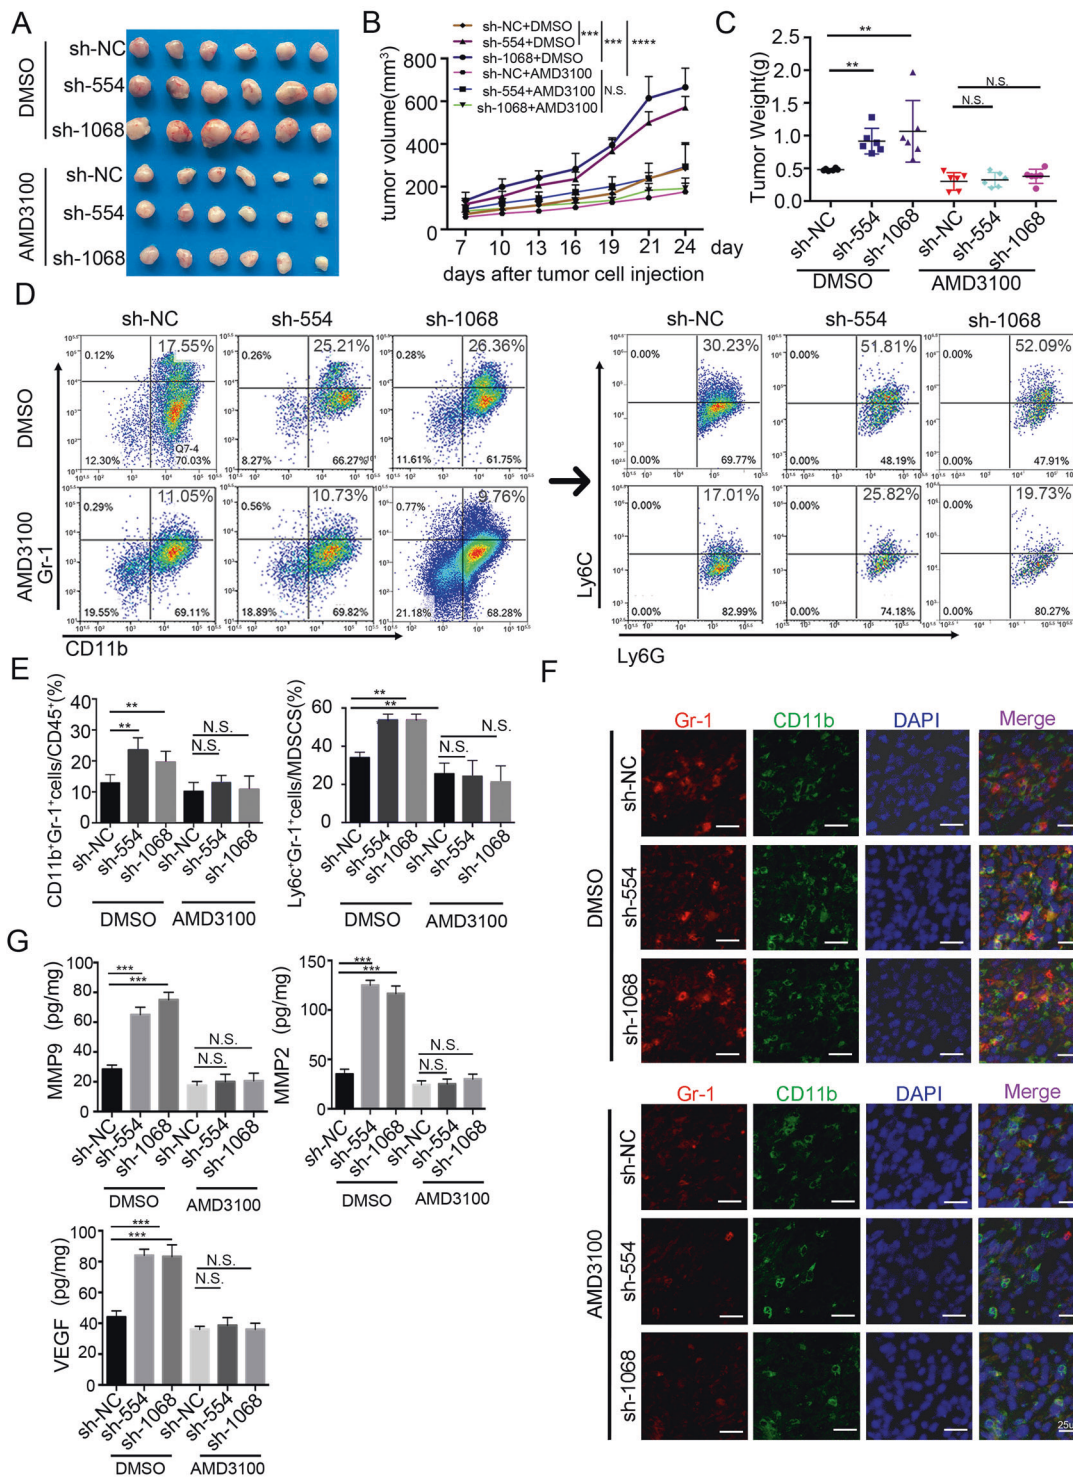 A
DMSO
sh-NC
sh-554
sh-1068
AMD3100
sh-NC
sh-554
sh-1068
B
sh-NC+DMSO
sh-554+DMSO
sh-1068+DMSO
sh-NC+AMD3100
sh-554+AMD3100
sh-1068+AMD3100
*** *** ****
N.S.
tumor volume(mm³)
800
600
400
200
0
7 10 13 16 19 21 24 day
days after tumor cell injection
C
Tumor Weight(g)
2.5
2.0
1.5
1.0
0.5
0.0
**
**
N.S.
N.S.
sh-NC sh-554 sh-1068 sh-NC sh-554 sh-1068
DMSO AMD3100
D
sh-NC sh-554 sh-1068
DMSO
0.12% 17.55%
12.30% Q7-4 70.03%
0.26% 25.21%
8.27% 66.27%
0.28% 26.36%
11.61% 61.75%
AMD3100
Gr-1
0.29% 11.05%
19.55% 69.11%
0.56% 10.73%
18.89% 69.82%
0.77% 9.76%
21.18% 68.28%
CD11b
sh-NC sh-554 sh-1068
0.00% 30.23%
0.00% 69.77%
0.00% 51.81%
0.00% 48.19%
0.00% 52.09%
0.00% 47.91%
Ly6C
0.00% 17.01%
0.00% 82.99%
0.00% 25.82%
0.00% 74.18%
0.00% 19.73%
0.00% 80.27%
Ly6G
E
CD11b⁺Gr-1⁺cells/CD45⁺(%)
40
30
20
10
0
**
**
N.S.
N.S.
sh-NC sh-554 sh-1068 sh-NC sh-554 sh-1068
DMSO AMD3100
Ly6c⁺Gr-1⁺cells/MDSCS(%)
60
40
20
0
**
**
N.S.
N.S.
sh-NC sh-554 sh-1068 sh-NC sh-554 sh-1068
DMSO AMD3100
F
Gr-1 CD11b DAPI Merge
DMSO
sh-NC
sh-554
sh-1068
Gr-1 CD11b DAPI Merge
AMD3100
sh-NC
sh-554
sh-1068
25u
G
MMP9 (pg/mg)
100
80
60
40
20
0
***
***
N.S.
N.S.
sh-NC sh-554 sh-1068 sh-NC sh-554 sh-1068
DMSO AMD3100
MMP2 (pg/mg)
150
100
50
0
***
***
N.S.
N.S.
sh-NC sh-554 sh-1068 sh-NC sh-554 sh-1068
DMSO AMD3100
VEGF (pg/mg)
100
80
60
40
20
0
***
***
N.S.
N.S.
sh-NC sh-554 sh-1068 sh-NC sh-554 sh-1068
DMSO AMD3100